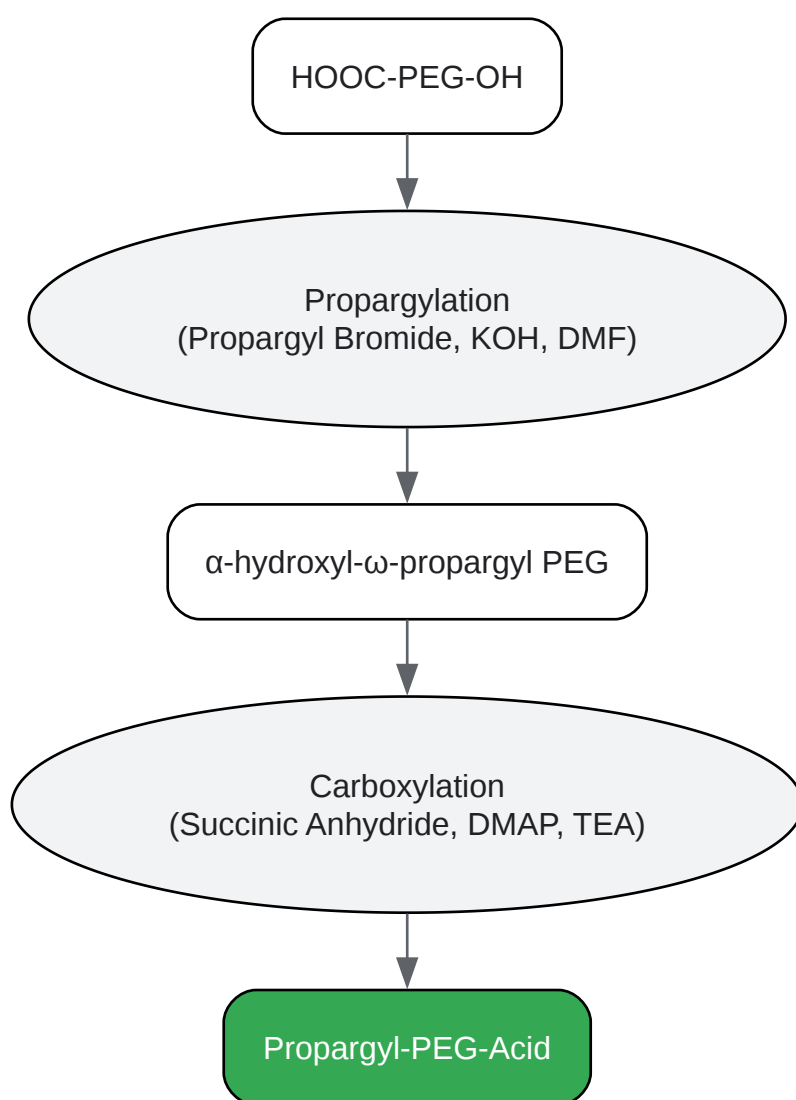 HOOC-PEG-OH
Propargylation
(Propargyl Bromide, KOH, DMF)
α-hydroxyl-ω-propargyl PEG
Carboxylation
(Succinic Anhydride, DMAP, TEA)
Propargyl-PEG-Acid